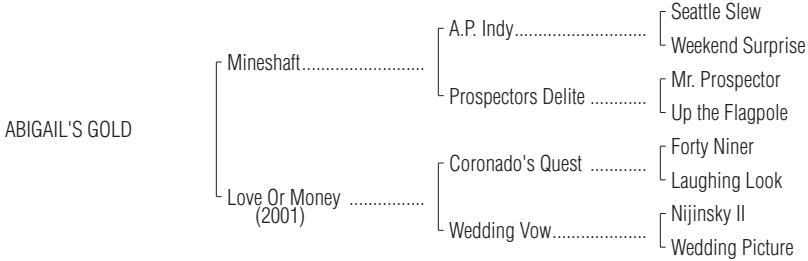 Seattle Slew
A.P. Indy...........................
Weekend Surprise
Mineshaft.........................
Mr. Prospector
Prospectors Delite ............
Up the Flagpole
ABIGAIL'S GOLD
Forty Niner
Coronado's Quest ............
Laughing Look
Love Or Money ................
(2001)
Nijinsky II
Wedding Vow...................
Wedding Picture